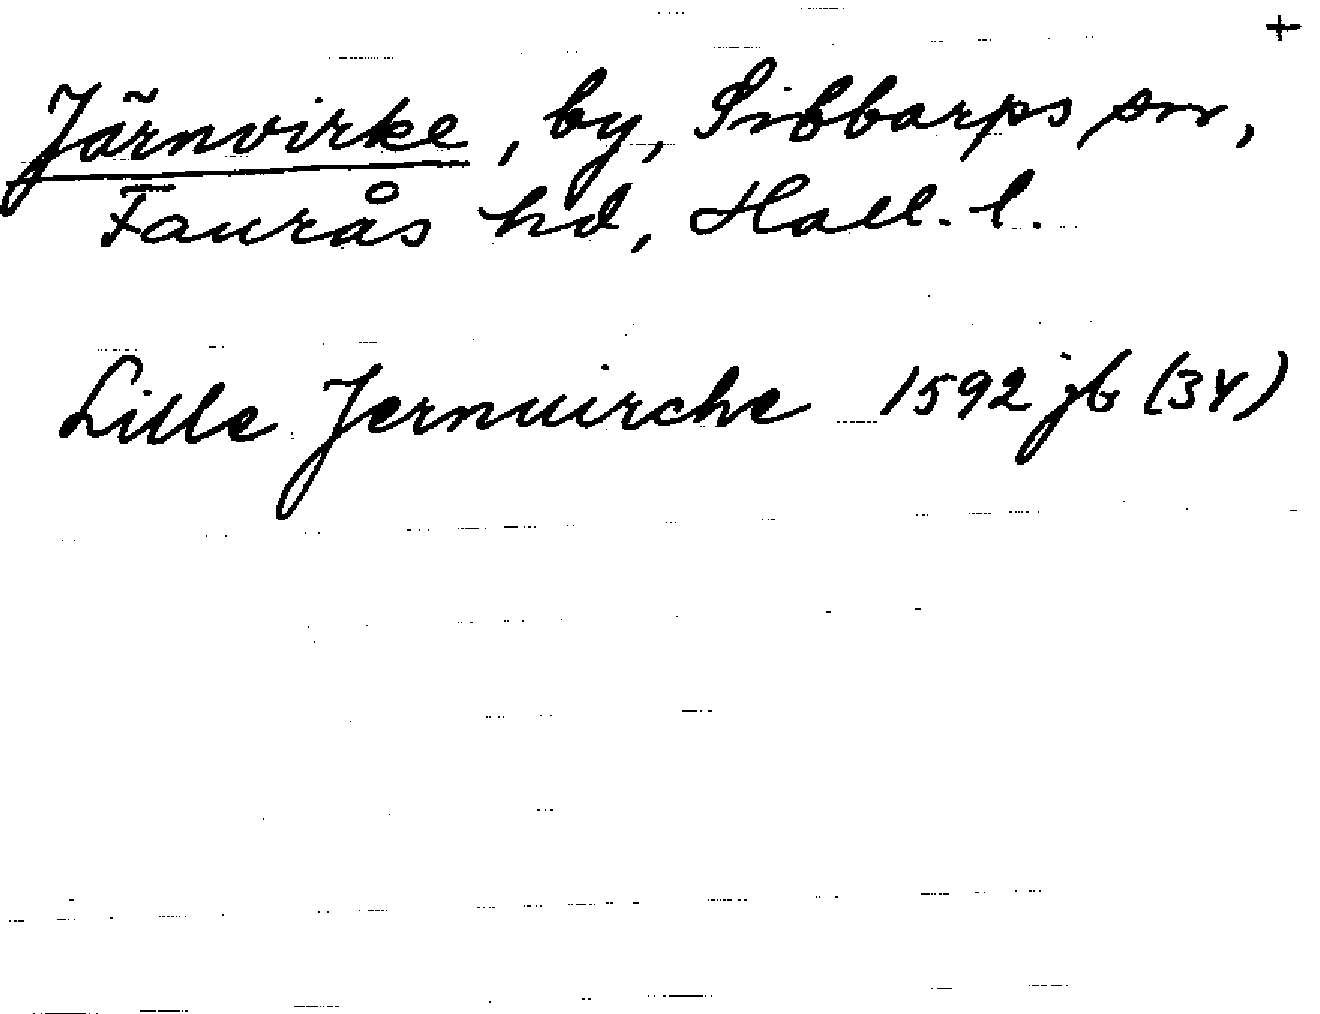 +
Järnvirke, by, Sibbarps sn,
Faurås hd, Hall. l.
Lille Jernuirche 1592 jb (34)